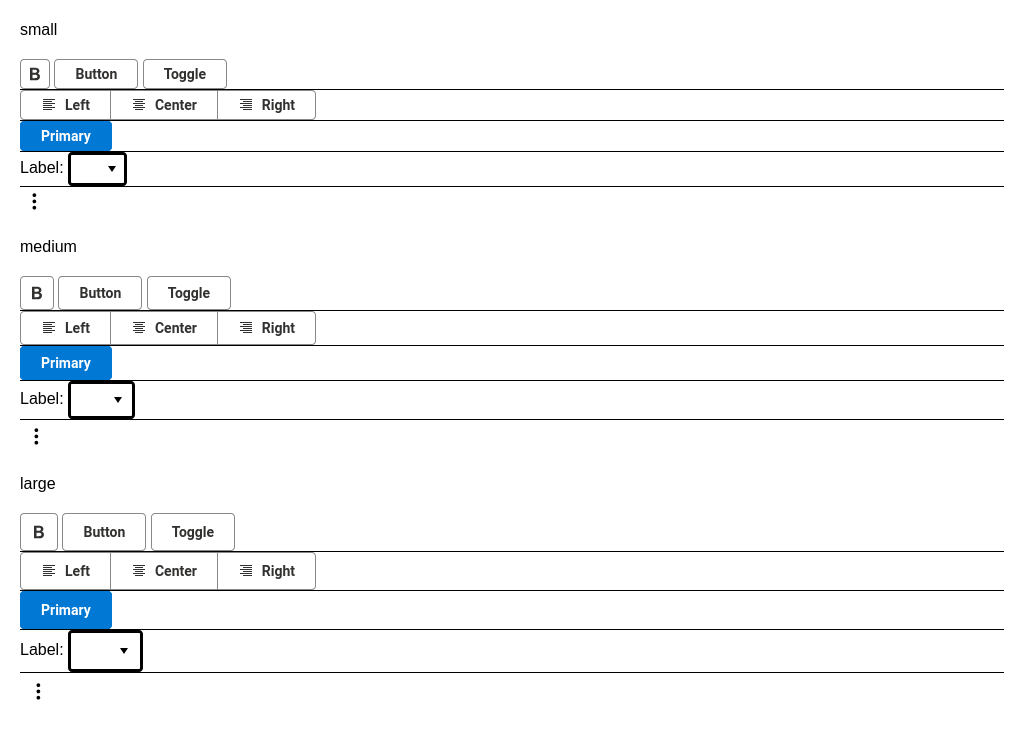 small
B Button Toggle
Left Center Right
Primary
Label:
medium
B Button Toggle
Left Center Right
Primary
Label:
large
B Button Toggle
Left Center Right
Primary
Label: